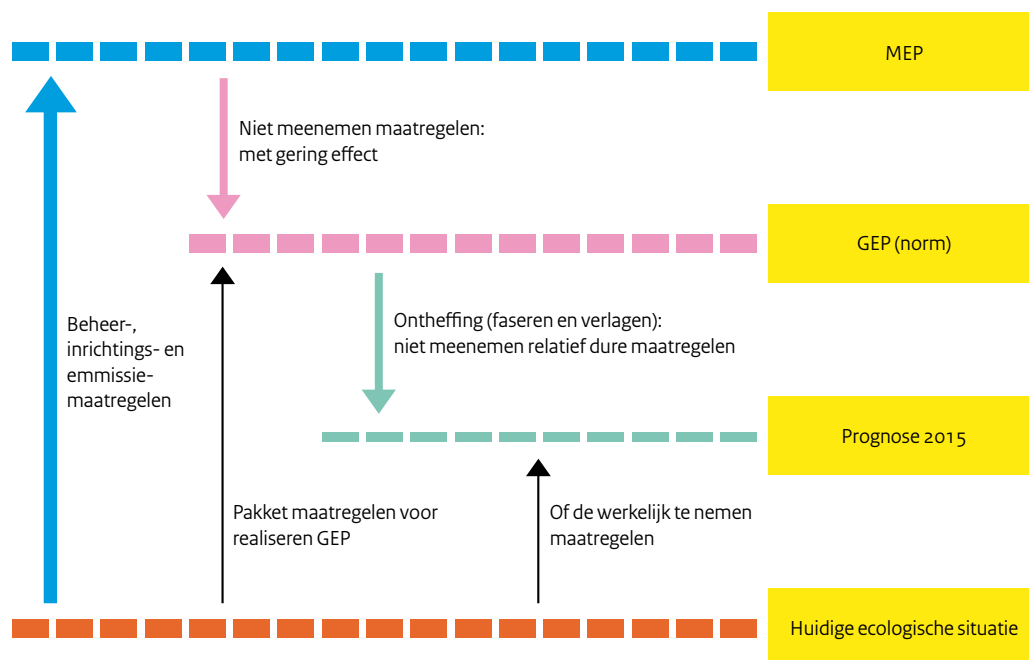 MEP
Niet meenemen maatregelen:
met gering effect
GEP (norm)
Ontheffing (faseren en verlagen):
niet meenemen relatief dure maatregelen
Beheer-,
inrichtings- en
emmissie-
maatregelen
Prognose 2015
Pakket maatregelen voor
realiseren GEP
Of de werkelijk te nemen
maatregelen
Huidige ecologische situatie